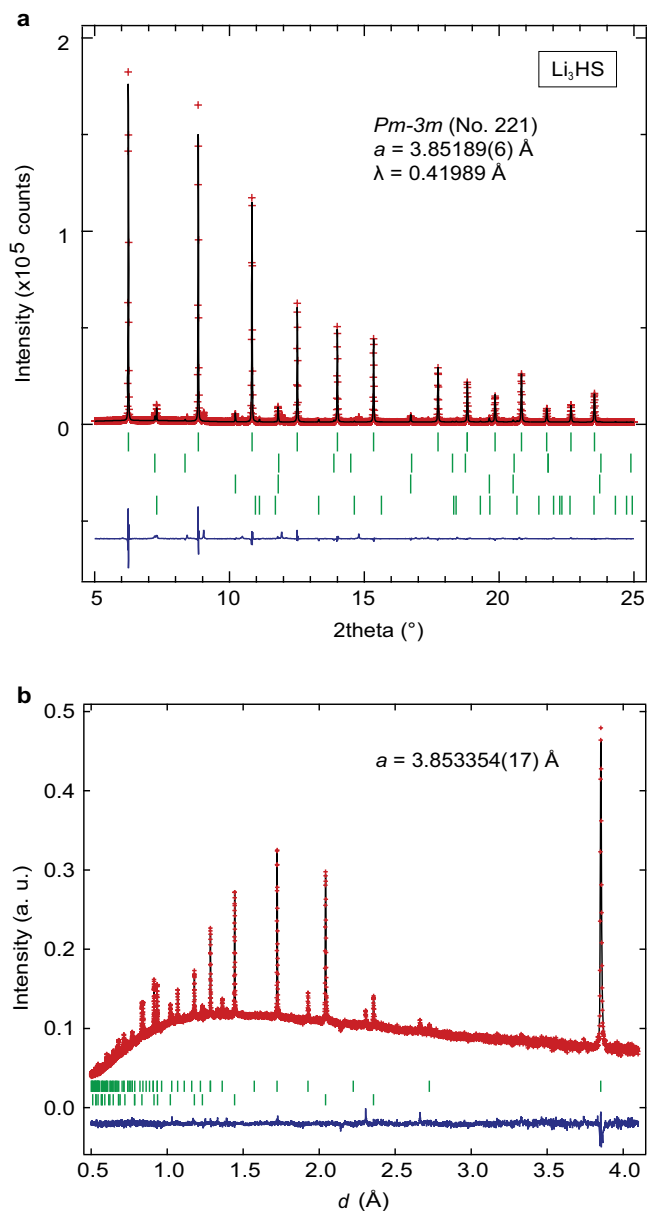 a
2
Li₃HS
Pm-3m (No. 221)
a = 3.85189(6) Å
λ = 0.41989 Å
1
0
Intensity (x10⁵ counts)
5 10 15 20 25
2theta (°)
b
0.5
a = 3.853354(17) Å
0.4
0.3
0.2
0.1
0.0
Intensity (a. u.)
0.5 1.0 1.5 2.0 2.5 3.0 3.5 4.0
d (Å)